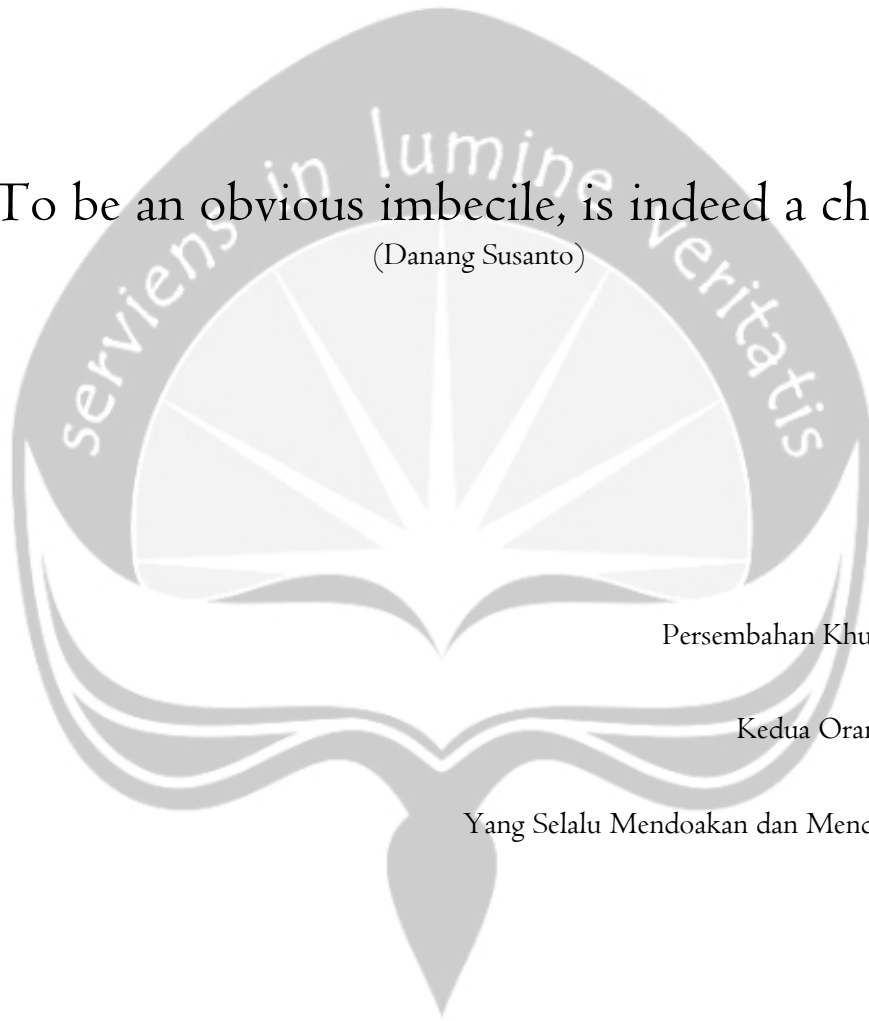 serviens in lumine veritatis
To be an obvious imbecile, is indeed a
(Danang Susanto)
Persembahan
Kedua
Yang Selalu Mendoakan dan